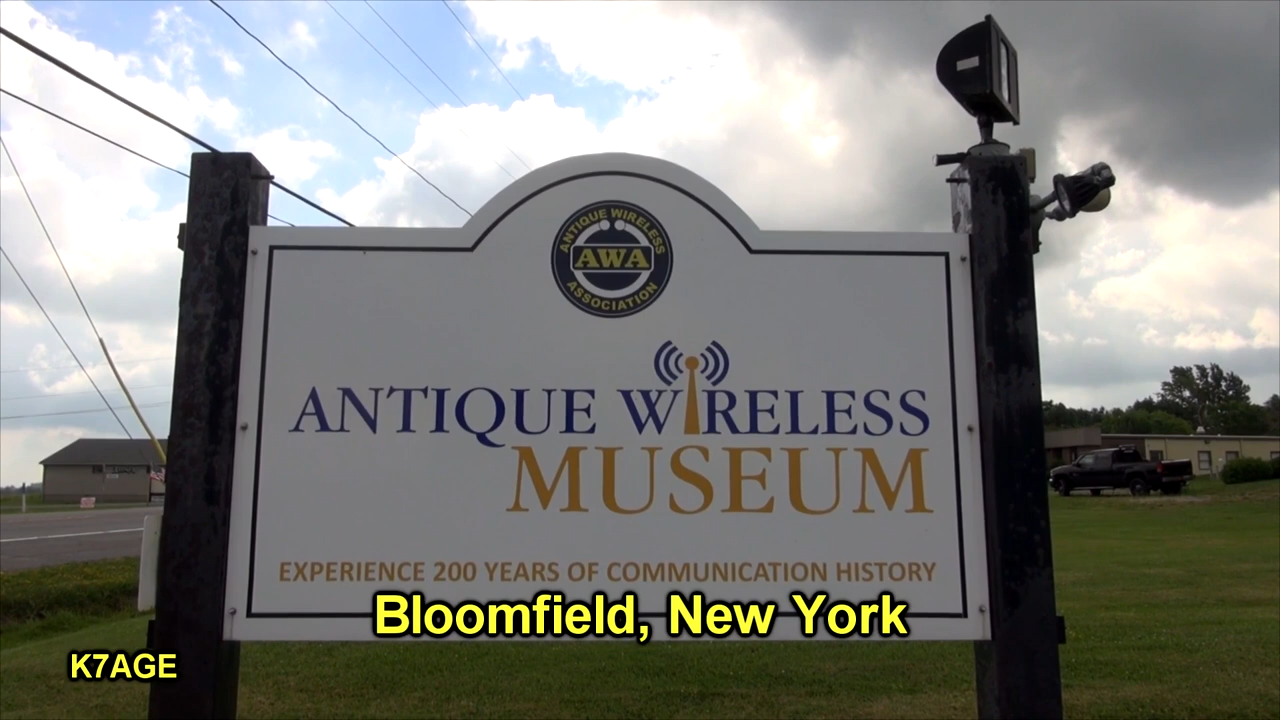 ANTIQUE WIRELESS
AWA
ASSOCIATION
ANTIQUE WIRELESS
MUSEUM
EXPERIENCE 200 YEARS OF COMMUNICATION HISTORY
Bloomfield, New York
K7AGE